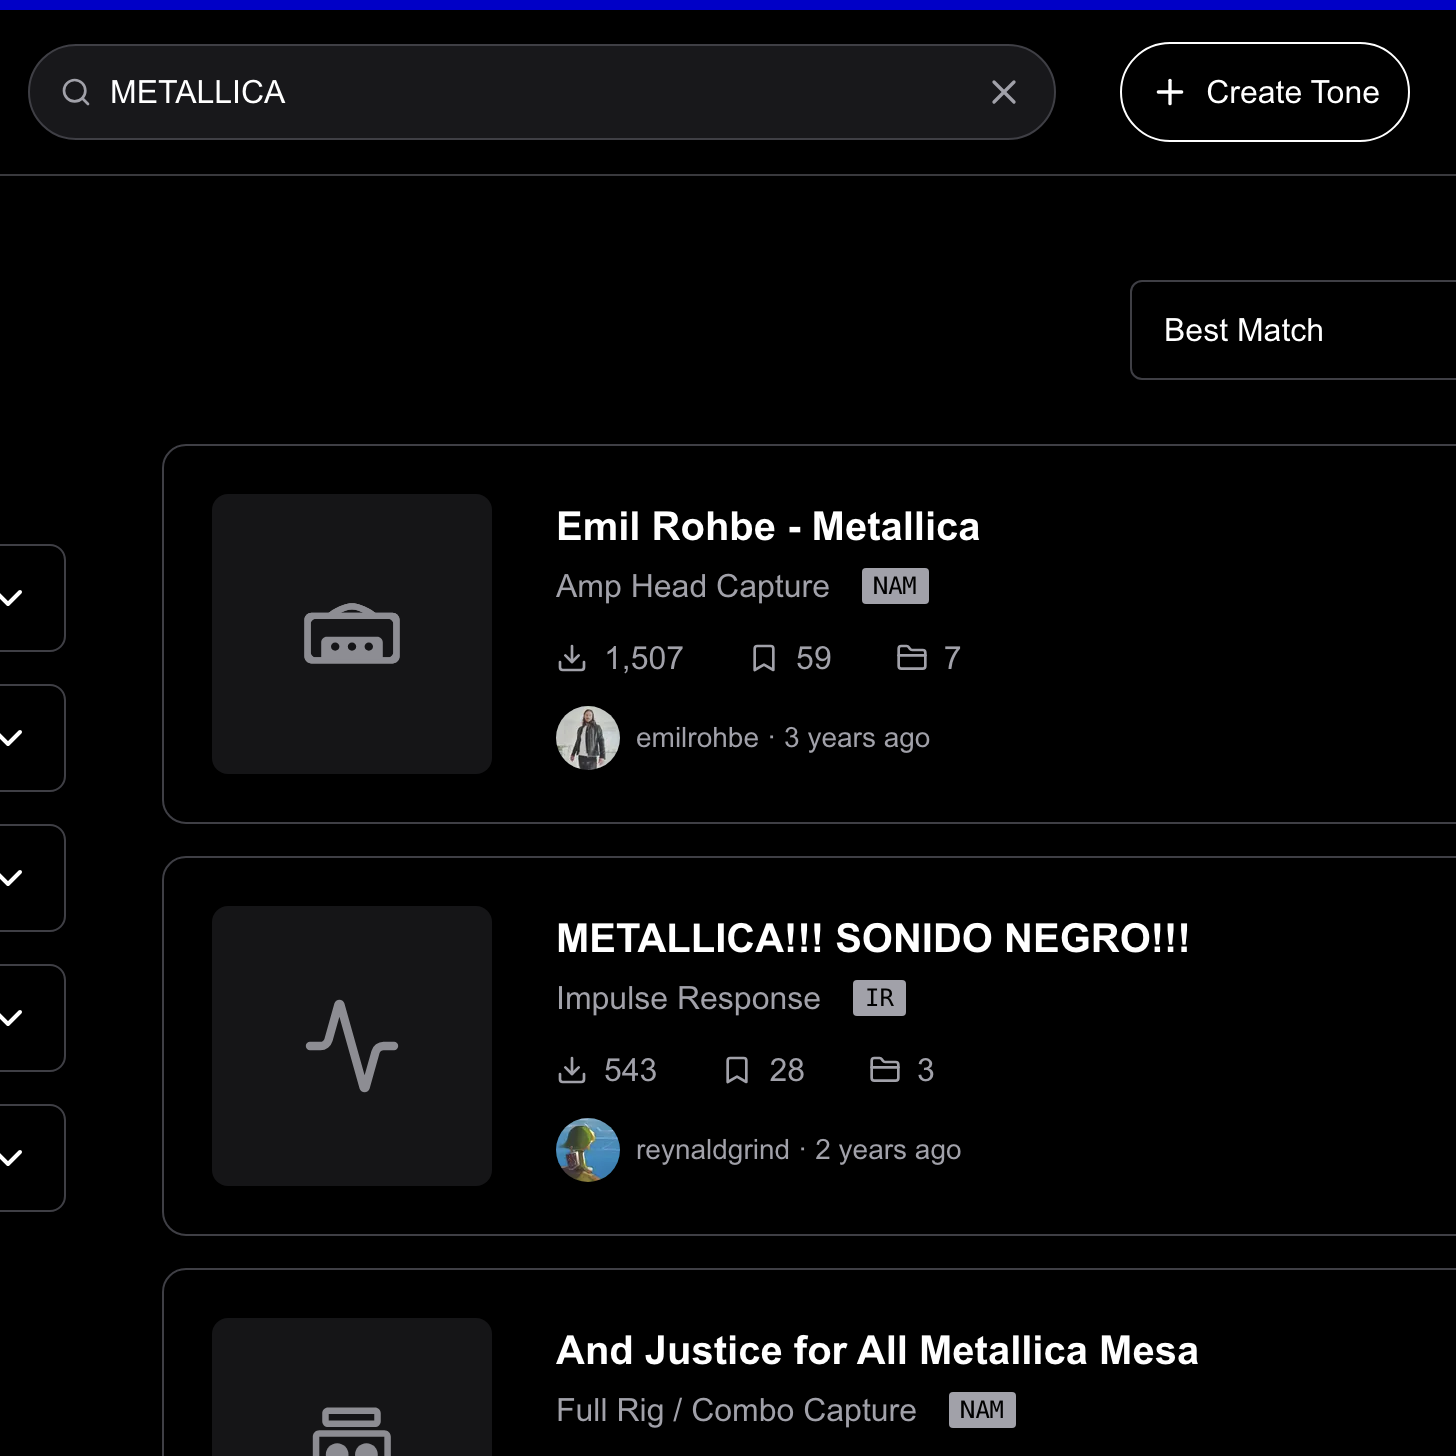 METALLICA
Create Tone
Best Match
Emil Rohbe - Metallica
Amp Head Capture NAM
1,507 59 7
emilrohbe · 3 years ago
METALLICA!!! SONIDO NEGRO!!!
Impulse Response IR
543 28 3
reynaldgrind · 2 years ago
And Justice for All Metallica Mesa
Full Rig / Combo Capture NAM